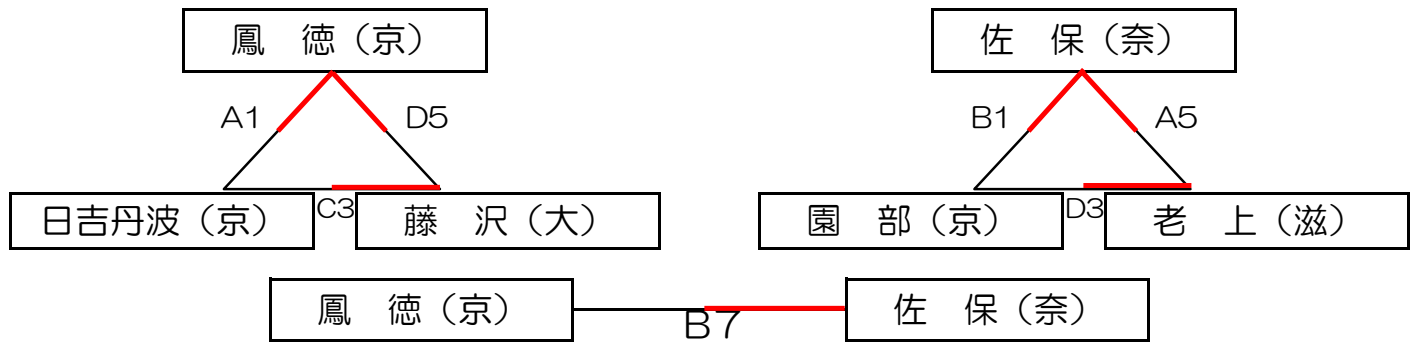 鳳　徳（京）
佐　保（奈）
A1
D5
B1
A5
日吉丹波（京）
C3
藤　沢（大）
園　部（京）
D3
老　上（滋）
鳳　徳（京）
B7
佐　保（奈）